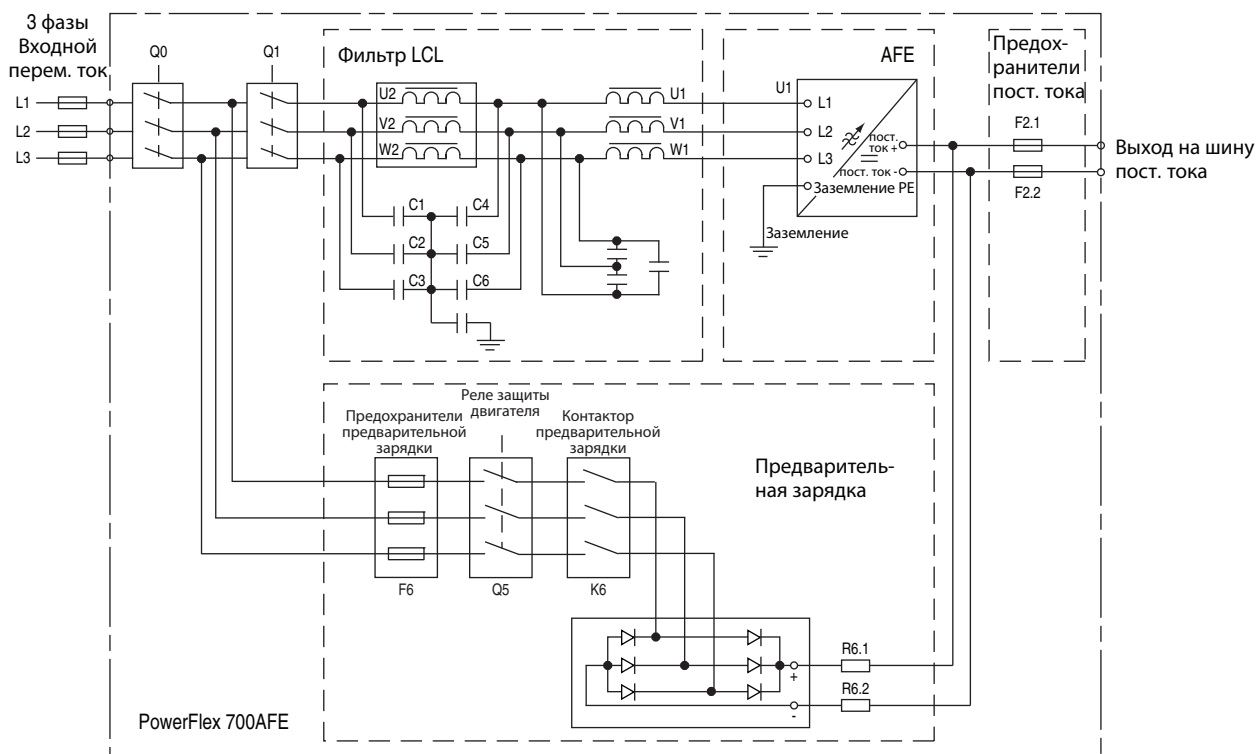 3 фазы
Входной
перем. ток
Q0
Q1
Фильтр LCL
AFE
Предох-
ранители
пост. тока
L1
L2
L3
U2
V2
W2
U1
V1
W1
U1
L1
L2
L3
пост.
ток +
пост. ток -
Заземление PE
Заземление
F2.1
F2.2
Выход на шину
пост. тока
C1
C4
C2
C5
C3
C6
Реле защиты
двигателя
Предохранители
предварительной
зарядки
Контактор
предварительной
зарядки
Предваритель-
ная зарядка
F6
Q5
K6
R6.1
R6.2
+
-
PowerFlex 700AFE